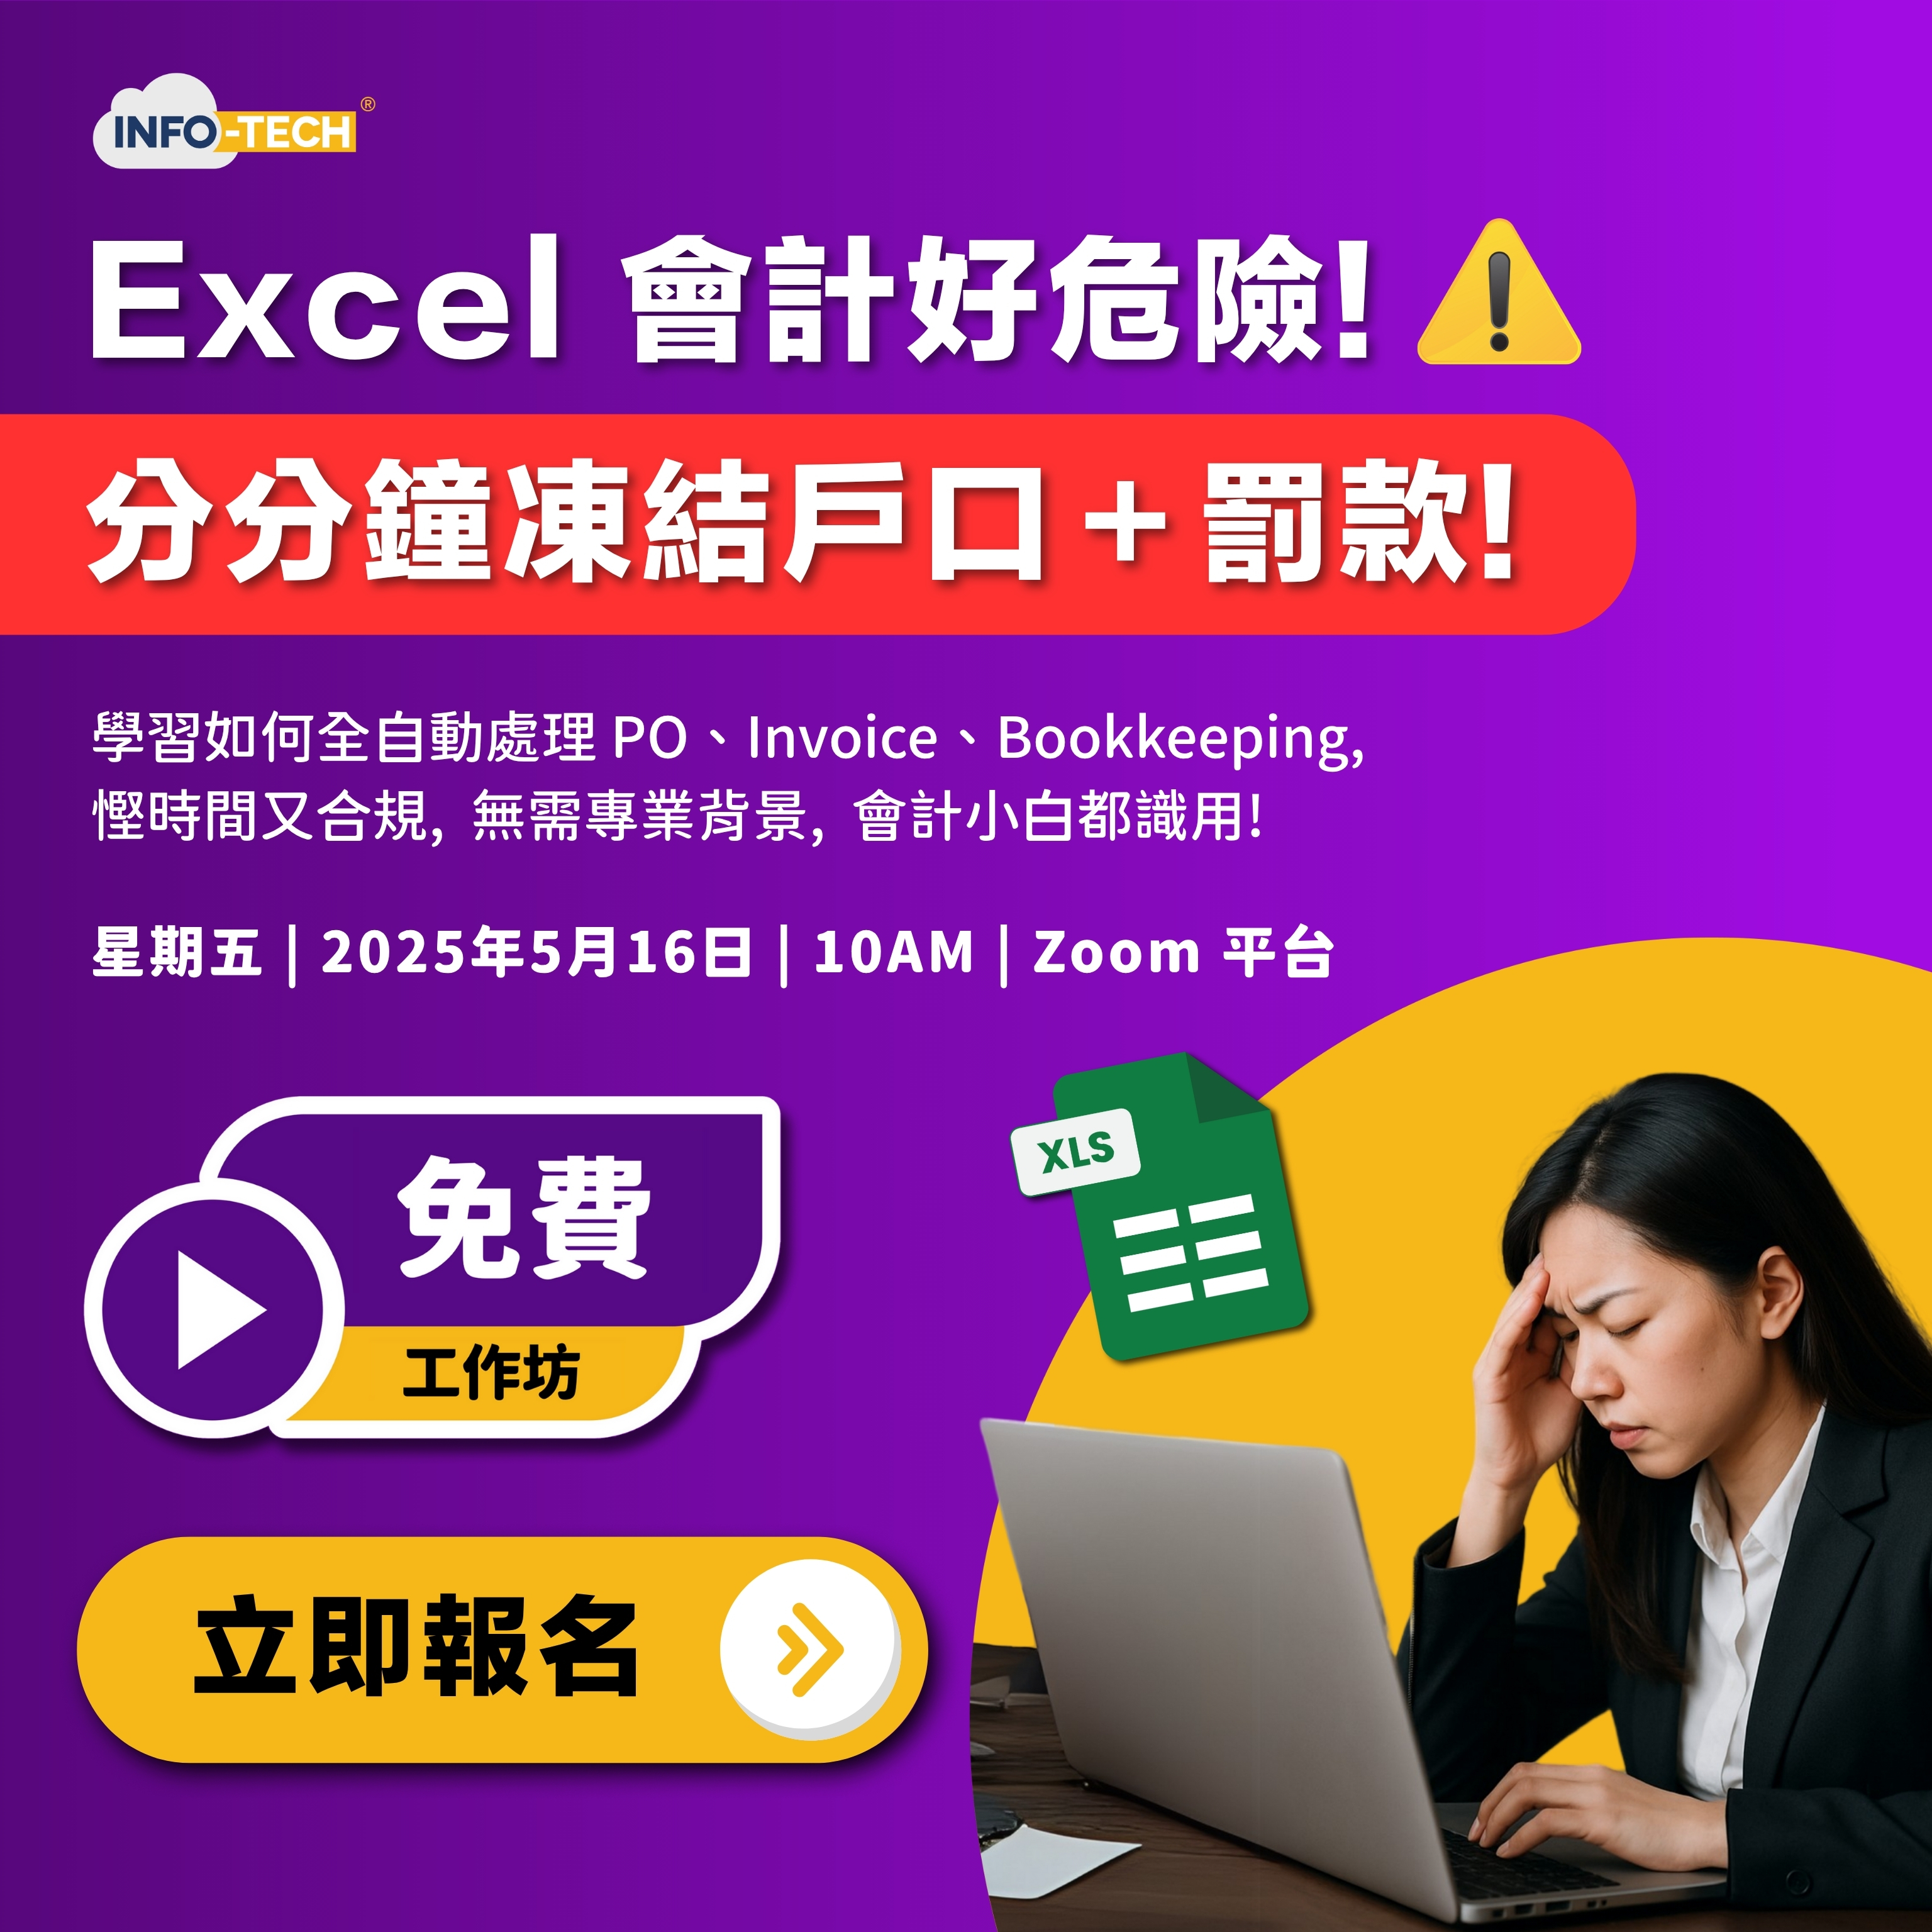 INFO-TECH®
Excel 會計好危險!
分分鐘凍結戶口+罰款!
學習如何全自動處理 PO、Invoice、Bookkeeping,
慳時間又合規, 無需專業背景, 會計小白都識用!
星期五 | 2025年5月16日 | 10AM | Zoom 平台
XLS
免費
工作坊
立即報名